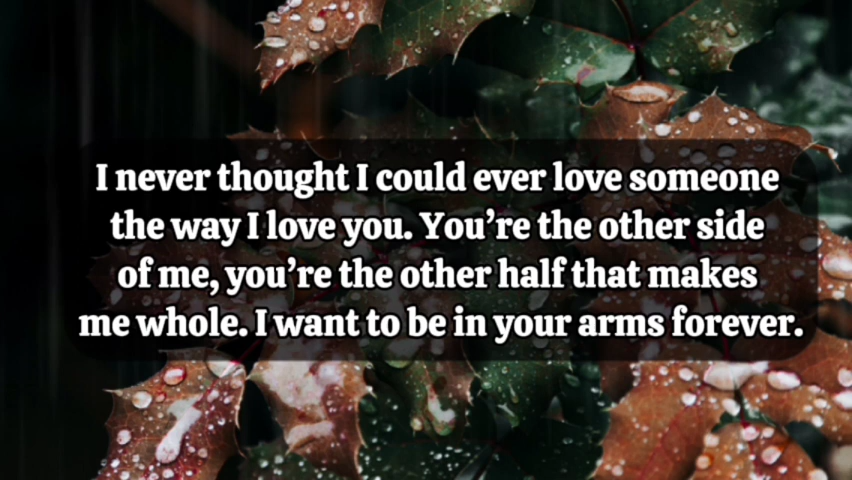 I never thought I could ever love someone
the way I love you. You’re the other side
of me, you’re the other half that makes
me whole. I want to be in your arms forever.